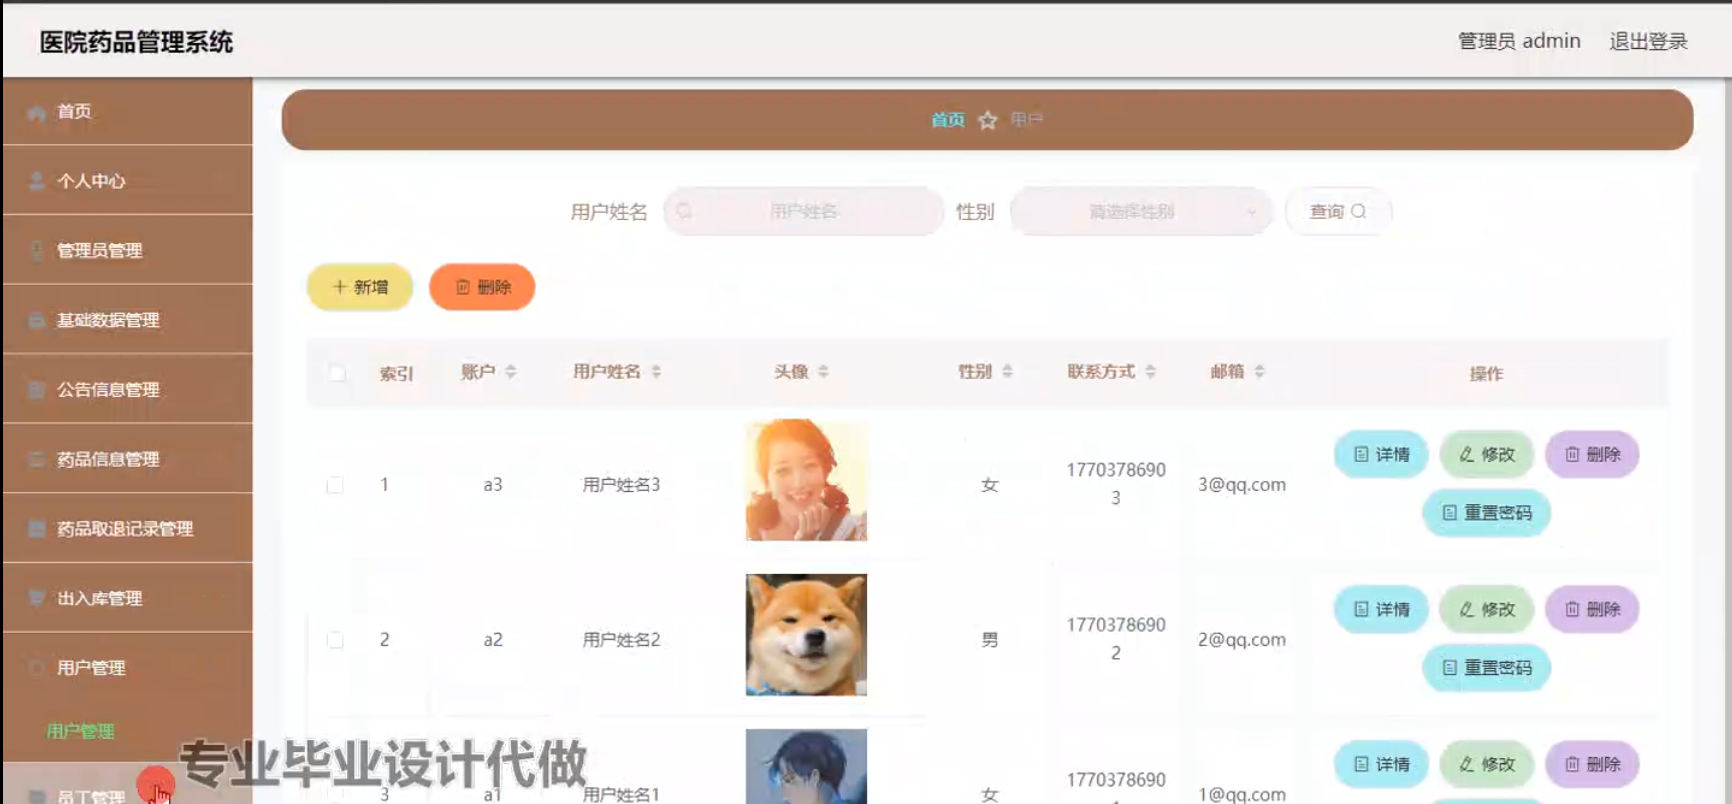 医院药品管理系统
管理员 admin 退出登录
首页
个人中心
管理员管理
基础数据管理
公告信息管理
药品信息管理
药品取退记录管理
出入库管理
用户管理
用户管理
员工管理
首页 用户
用户姓名 用户姓名 性别 请选择性别 查询
新增 删除
索引 账户 用户姓名 头像 性别 联系方式 邮箱 操作
1 a3 用户姓名3 女 1770378690
3 3@qq.com 详情 修改 删除
重置密码
2 a2 用户姓名2 男 1770378690
2 2@qq.com 详情 修改 删除
重置密码
3 a1 用户姓名1 女 1770378690
1@qq.com 详情 修改 删除
专业毕业设计代做